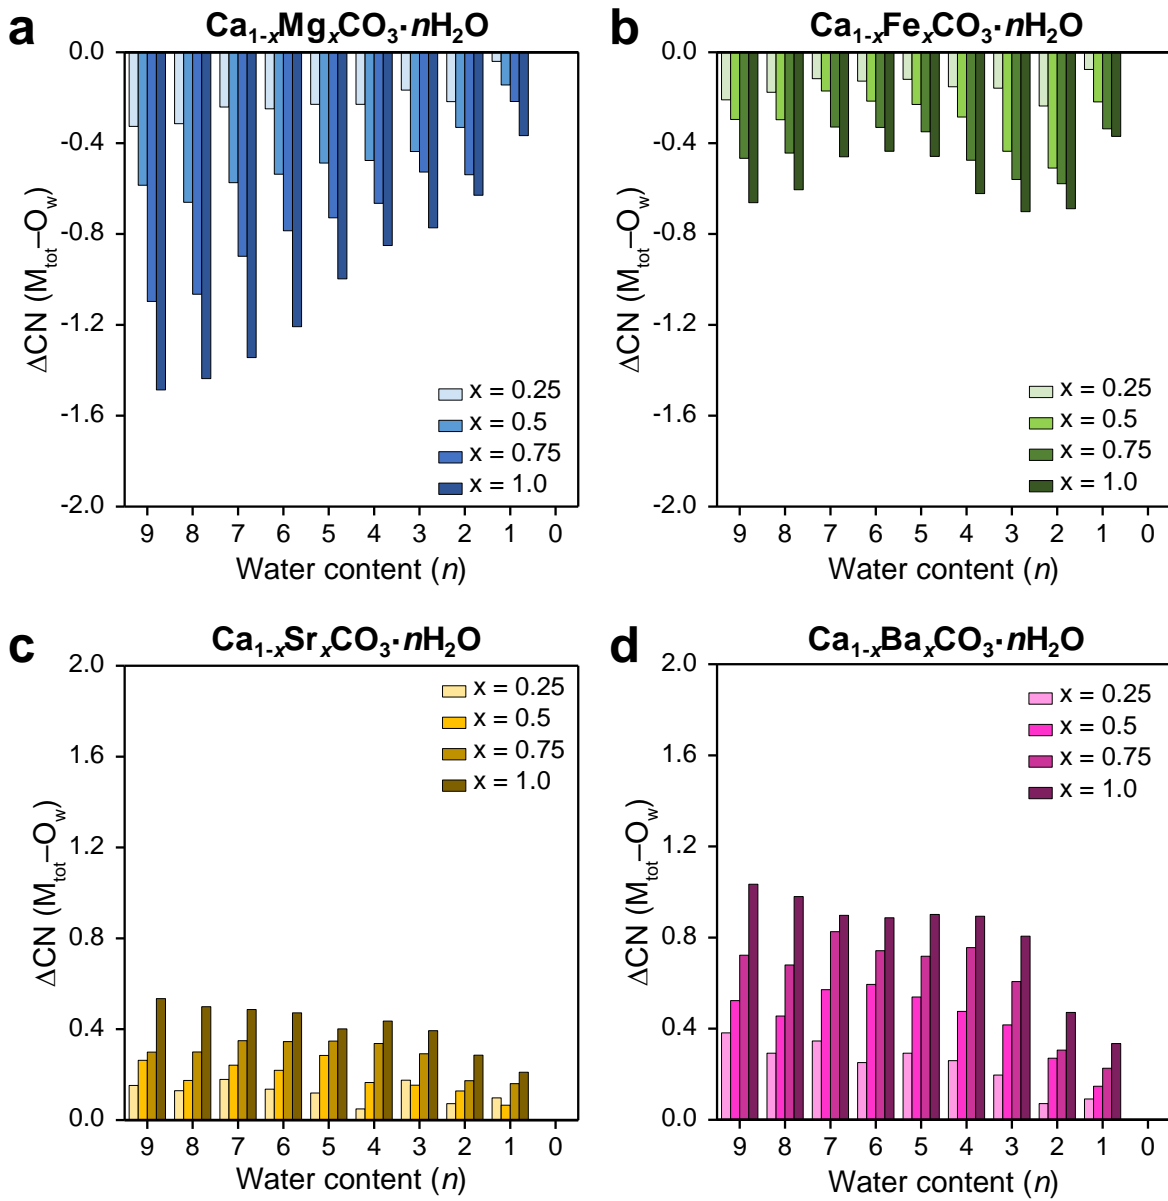 a
Ca1-xMgxCO3·nH2O
0.0
-0.4
-0.8
-1.2
-1.6
-2.0
ΔCN (Mtot–Ow)
x = 0.25
x = 0.5
x = 0.75
x = 1.0
9 8 7 6 5 4 3 2 1 0
Water content (n)
b
Ca1-xFexCO3·nH2O
0.0
-0.4
-0.8
-1.2
-1.6
-2.0
ΔCN (Mtot–Ow)
x = 0.25
x = 0.5
x = 0.75
x = 1.0
9 8 7 6 5 4 3 2 1 0
Water content (n)
c
Ca1-xSrxCO3·nH2O
2.0
1.6
1.2
0.8
0.4
0.0
ΔCN (Mtot–Ow)
x = 0.25
x = 0.5
x = 0.75
x = 1.0
9 8 7 6 5 4 3 2 1 0
Water content (n)
d
Ca1-xBaxCO3·nH2O
2.0
1.6
1.2
0.8
0.4
0.0
ΔCN (Mtot–Ow)
x = 0.25
x = 0.5
x = 0.75
x = 1.0
9 8 7 6 5 4 3 2 1 0
Water content (n)